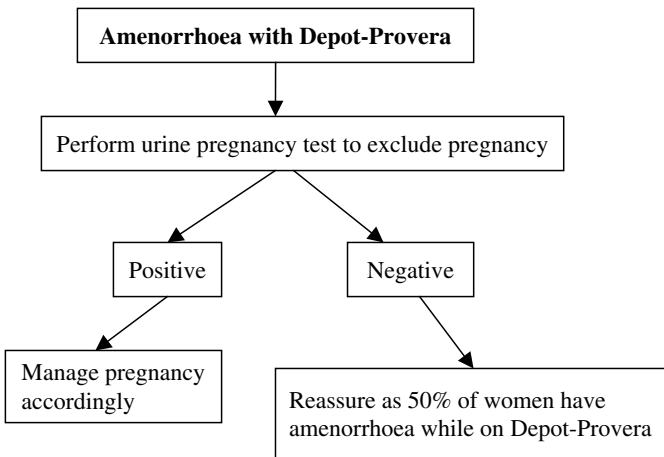 Amenorrhoea with Depot-Provera
Perform urine pregnancy test to exclude pregnancy
Positive
Negative
Manage pregnancy
accordingly
Reassure as 50% of women have
amenorrhoea while on Depot-Provera